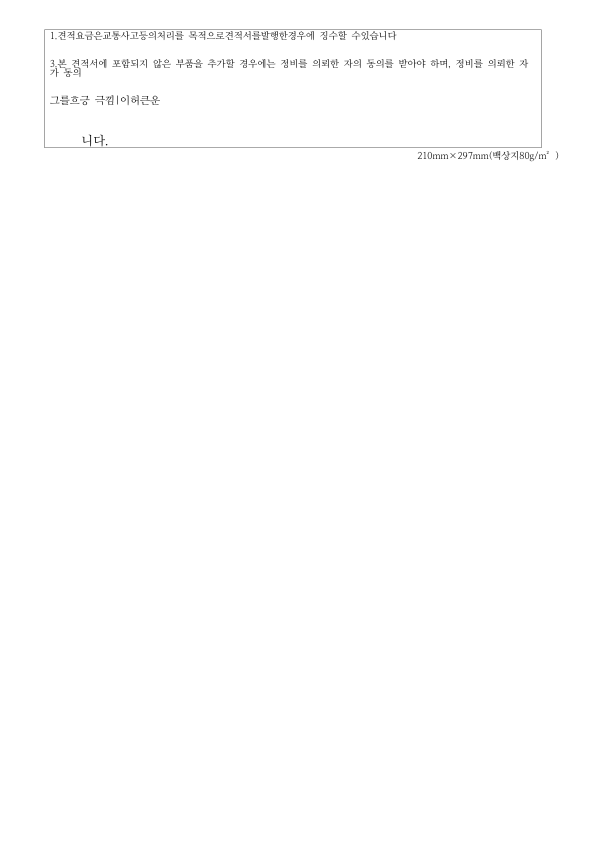 1.견적요금은교통사고등의처리를 목적으로견적서를발행한경우에 징수할 수있습니다
3.본 견적서에 포함되지 않은 부품을 추가할 경우에는 정비를 의뢰한 자의 동의를 받아야 하며, 정비를 의뢰한 자
가 동의
그를흐긍 극낌|이허큰운
니다.
210mm×297mm(백상지80g/㎡ )